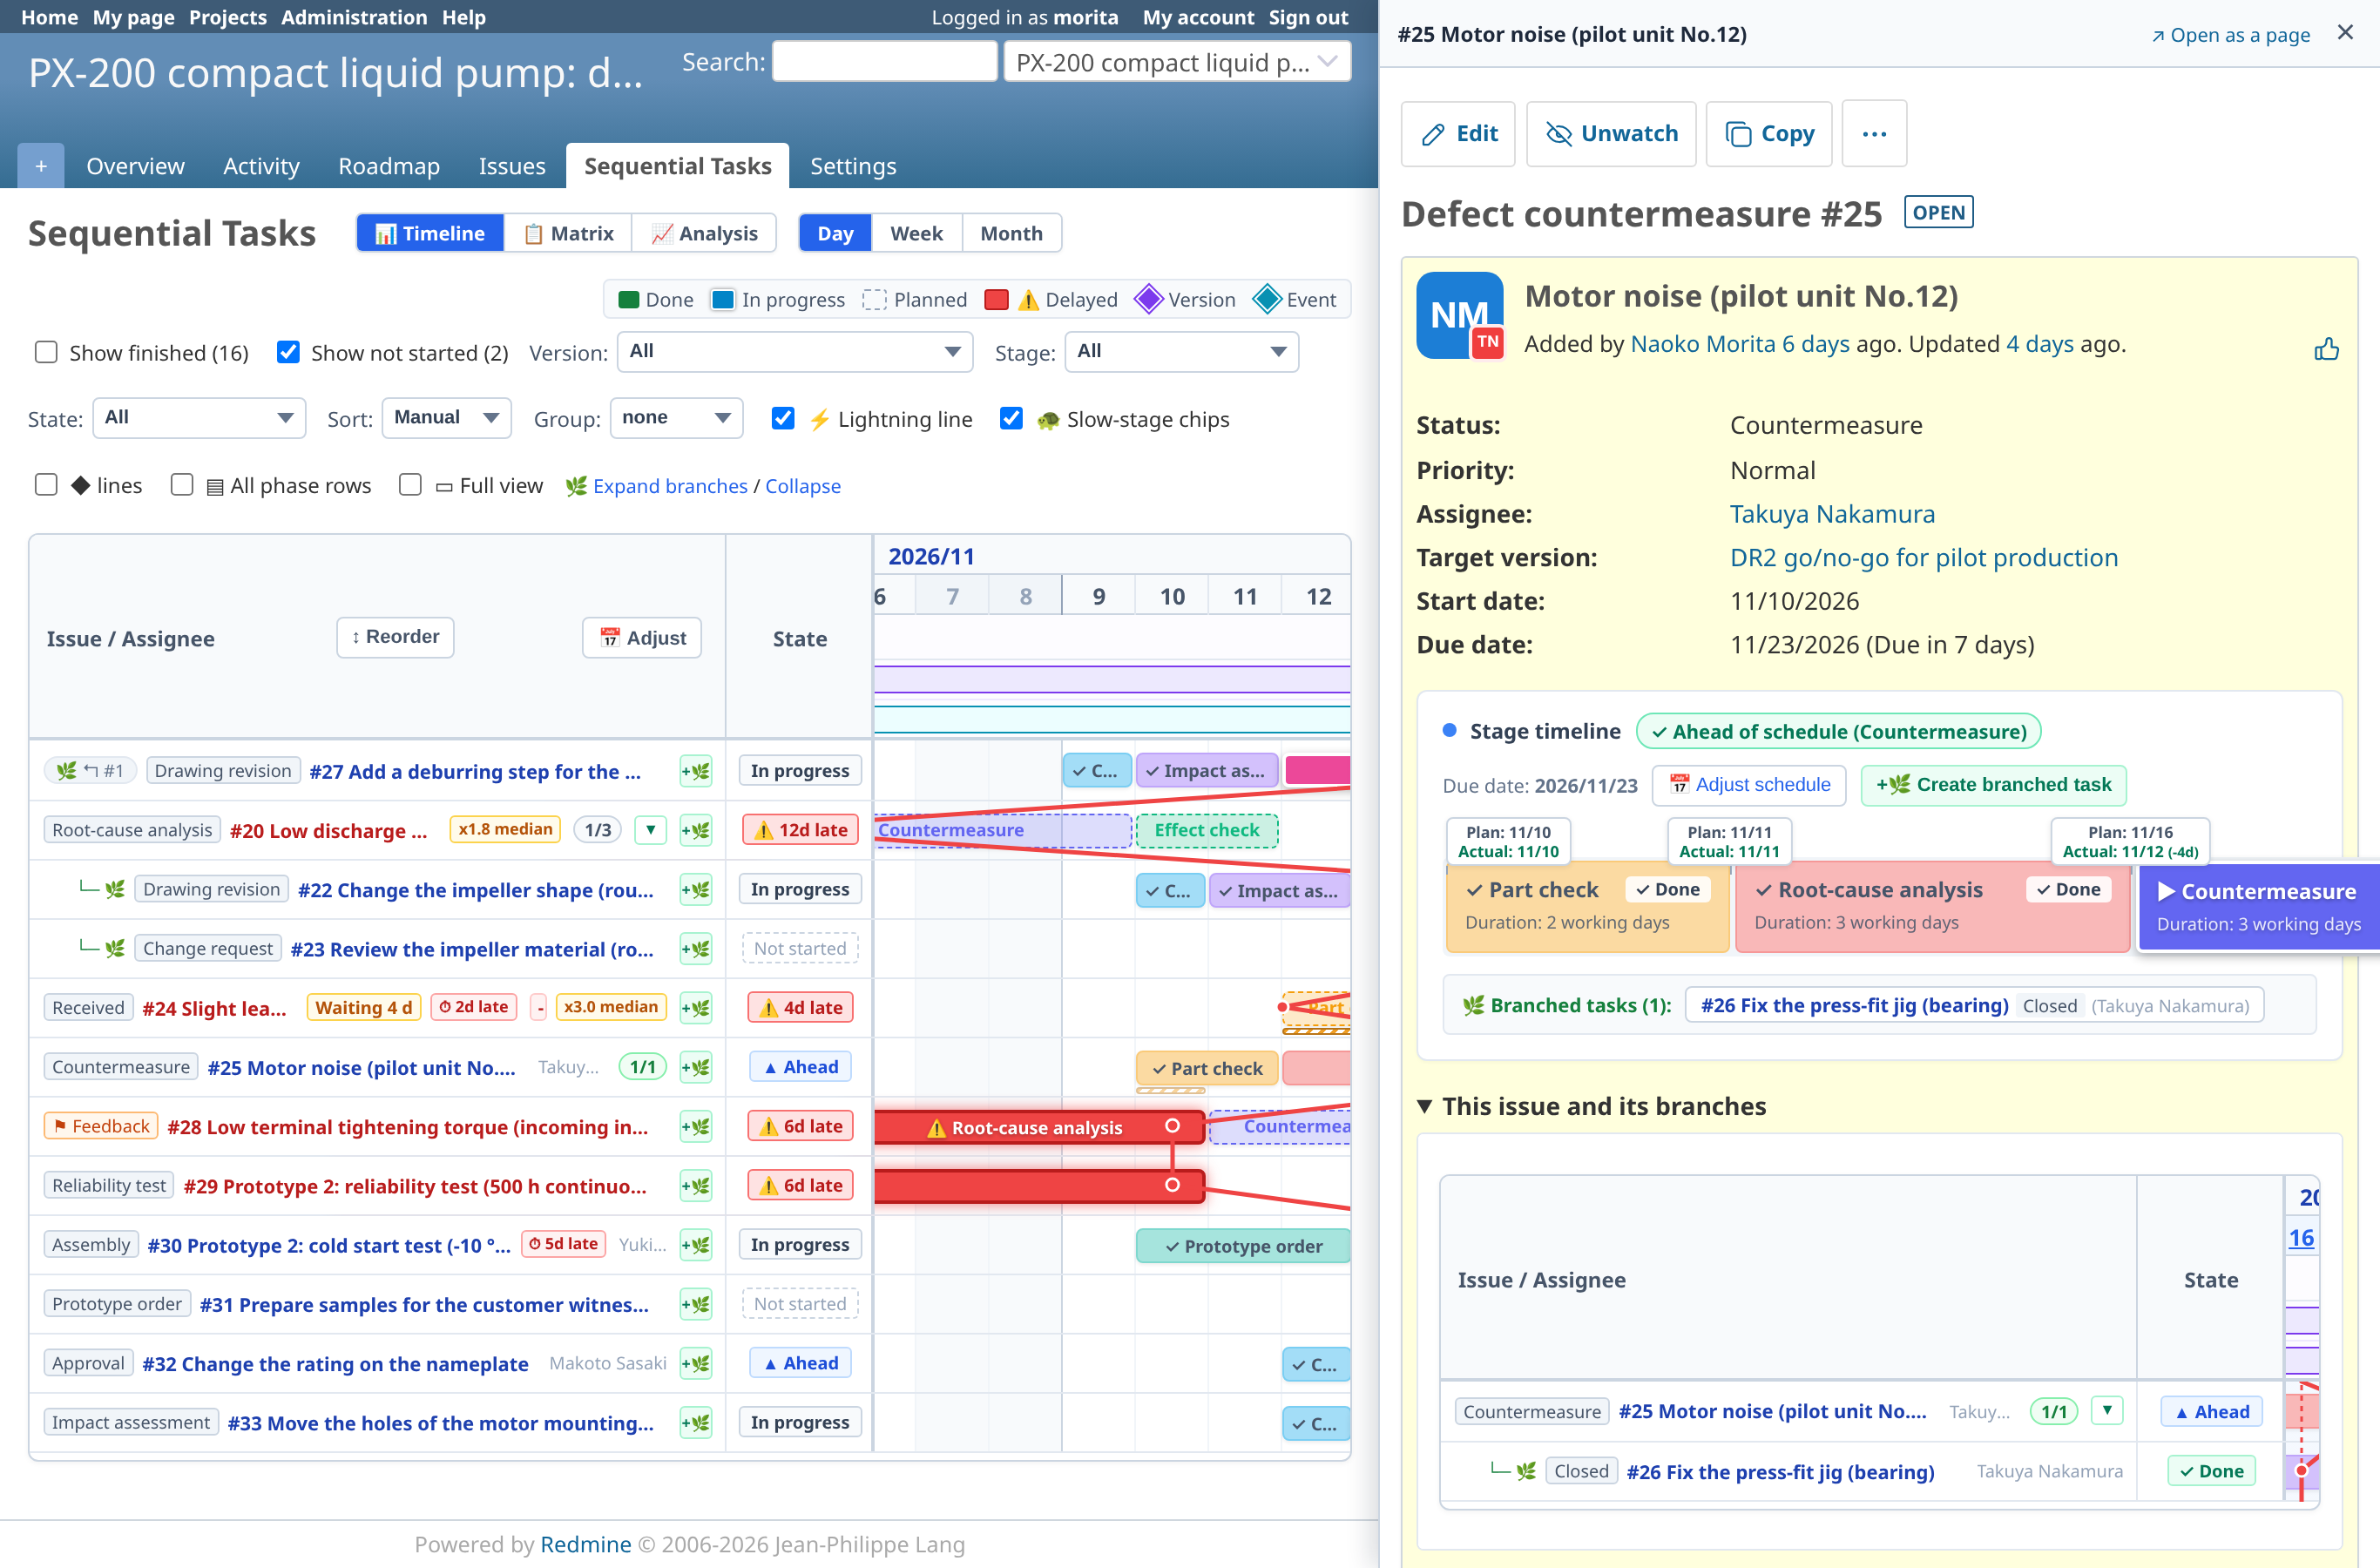 Home My page Projects Administration Help
Logged in as morita My account Sign out
PX-200 compact liquid pump: d...
Search:
PX-200 compact liquid p...
+ Overview Activity Roadmap Issues Sequential Tasks Settings
Sequential Tasks
📊 Timeline 📋 Matrix 📈 Analysis
Day Week Month
Done In progress Planned ⚠ Delayed Version Event
Show finished (16) Show not started (2) Version: All Stage: All
State: All Sort: Manual Group: none ⚡ Lightning line 🐢 Slow-stage chips
◆ lines ▤ All phase rows ▭ Full view 🌿 Expand branches / Collapse
2026/11
6 7 8 9 10 11 12
Issue / Assignee ↕ Reorder 📅 Adjust State
🌿 ↰ #1 Drawing revision #27 Add a deburring step for the ... +🌿 In progress ✓ C... ✓ Impact as...
Root-cause analysis #20 Low discharge ... x1.8 median 1/3 ▼ +🌿 ⚠ 12d late Countermeasure Effect check
🌿 Drawing revision #22 Change the impeller shape (rou... +🌿 In progress ✓ C... ✓ Impact as...
🌿 Change request #23 Review the impeller material (ro... +🌿 Not started
Received #24 Slight lea... Waiting 4 d ⏱ 2d late - x3.0 median +🌿 ⚠ 4d late Part
Countermeasure #25 Motor noise (pilot unit No.... Takuy... 1/1 +🌿 ▲ Ahead ✓ Part check
⚑ Feedback #28 Low terminal tightening torque (incoming in... +🌿 ⚠ 6d late ⚠ Root-cause analysis Countermea
Reliability test #29 Prototype 2: reliability test (500 h continuo... +🌿 ⚠ 6d late
Assembly #30 Prototype 2: cold start test (-10 °... ⏱ 5d late Yuki... +🌿 In progress ✓ Prototype order
Prototype order #31 Prepare samples for the customer witnes... +🌿 Not started
Approval #32 Change the rating on the nameplate Makoto Sasaki +🌿 ▲ Ahead ✓ C...
Impact assessment #33 Move the holes of the motor mounting... +🌿 In progress ✓ C...
Powered by Redmine © 2006-2026 Jean-Philippe Lang
#25 Motor noise (pilot unit No.12) ↗ Open as a page ✕
Edit Unwatch Copy ...
Defect countermeasure #25 OPEN
NM TN
Motor noise (pilot unit No.12)
Added by Naoko Morita 6 days ago. Updated 4 days ago.
Status: Countermeasure
Priority: Normal
Assignee: Takuya Nakamura
Target version: DR2 go/no-go for pilot production
Start date: 11/10/2026
Due date: 11/23/2026 (Due in 7 days)
Stage timeline ✓ Ahead of schedule (Countermeasure)
Due date: 2026/11/23 📅 Adjust schedule +🌿 Create branched task
Plan: 11/10 Plan: 11/11 Plan: 11/16
Actual: 11/10 Actual: 11/11 Actual: 11/12 (-4d)
✓ Part check ✓ Done ✓ Root-cause analysis ✓ Done ▶ Countermeasure
Duration: 2 working days Duration: 3 working days Duration: 3 working days
🌿 Branched tasks (1): #26 Fix the press-fit jig (bearing) Closed (Takuya Nakamura)
▼ This issue and its branches
20
16
Issue / Assignee State
Countermeasure #25 Motor noise (pilot unit No.... Takuy... 1/1 ▼ ▲ Ahead
🌿 Closed #26 Fix the press-fit jig (bearing) Takuya Nakamura ✓ Done